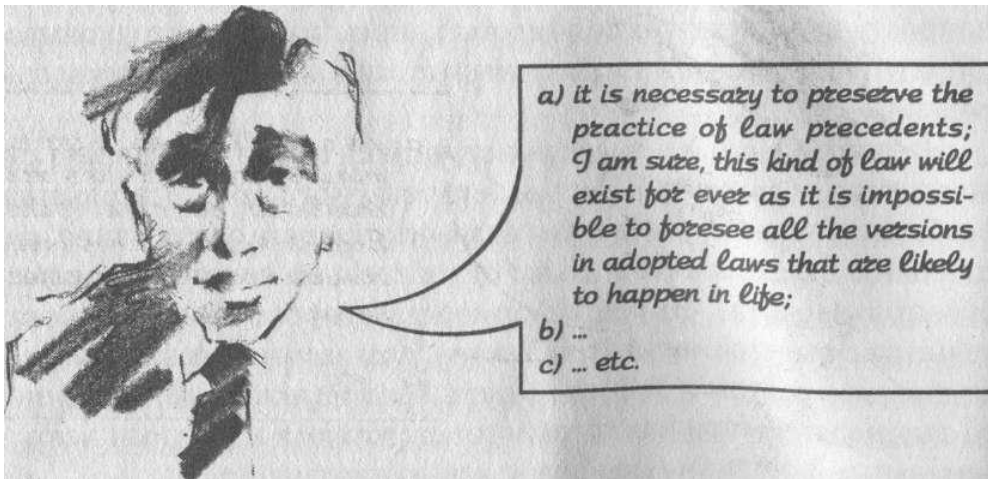 a) it is necessary to preserve the
practice of law precedents;
I am sure, this kind of law will
exist for ever as it is impossi-
ble to foresee all the versions
in adopted laws that are likely
to happen in life;
b) ...
c) ... etc.